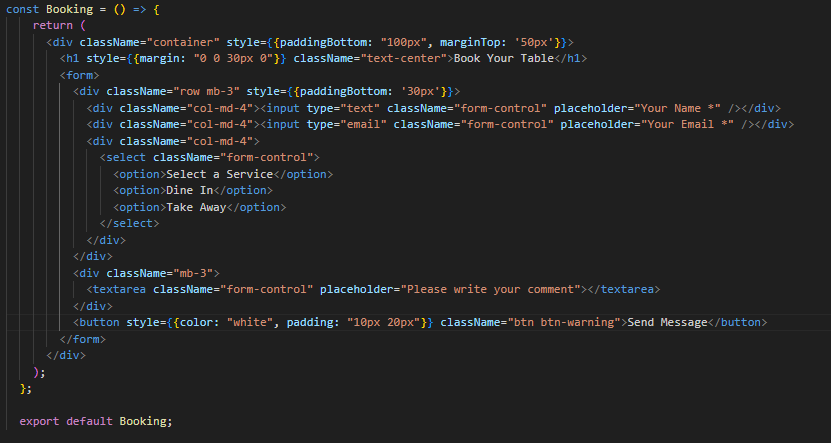 const Booking = () => {
    return (
      <div className="container" style={{paddingBottom: "100px", marginTop: '50px'}}>
        <h1 style={{margin: "0 0 30px 0"}} className="text-center">Book Your Table</h1>
        <form>
          <div className="row mb-3" style={{paddingBottom: '30px'}}>
            <div className="col-md-4"><input type="text" className="form-control" placeholder="Your Name *" /></div>
            <div className="col-md-4"><input type="email" className="form-control" placeholder="Your Email *" /></div>
            <div className="col-md-4">
              <select className="form-control">
                <option>Select a Service</option>
                <option>Dine In</option>
                <option>Take Away</option>
              </select>
            </div>
          </div>
          <div className="mb-3">
            <textarea className="form-control" placeholder="Please write your comment"></textarea>
          </div>
          <button style={{color: "white", padding: "10px 20px"}} className="btn btn-warning">Send Message</button>
        </form>
      </div>
    );
  };

  export default Booking;